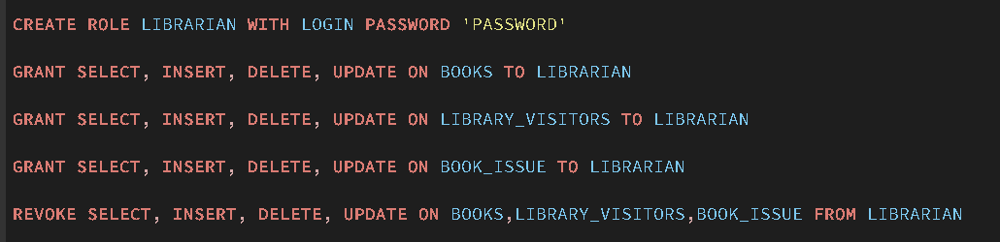 CREATE ROLE LIBRARIAN WITH LOGIN PASSWORD 'PASSWORD'
GRANT SELECT, INSERT, DELETE, UPDATE ON BOOKS TO LIBRARIAN
GRANT SELECT, INSERT, DELETE, UPDATE ON LIBRARY_VISITORS TO LIBRARIAN
GRANT SELECT, INSERT, DELETE, UPDATE ON BOOK_ISSUE TO LIBRARIAN
REVOKE SELECT, INSERT, DELETE, UPDATE ON BOOKS,LIBRARY_VISITORS,BOOK_ISSUE FROM LIBRARIAN